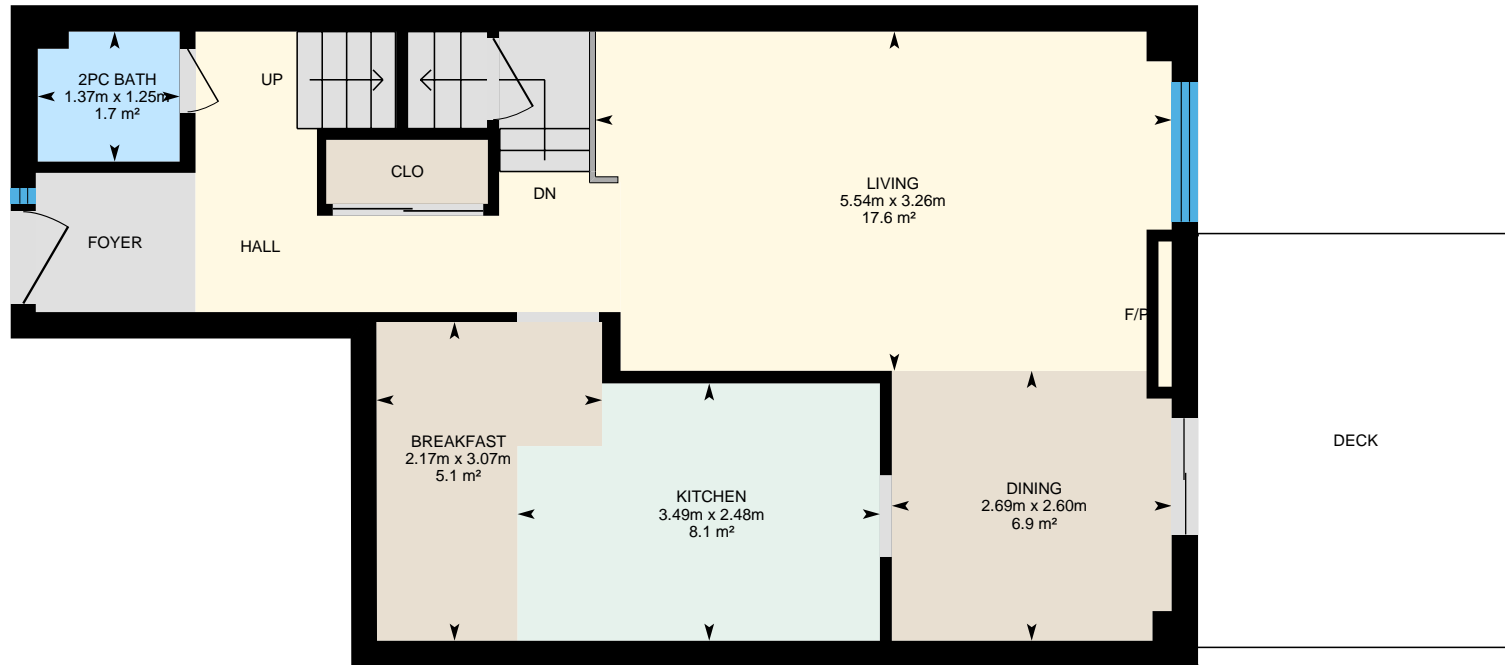 2PC BATH
1.37m x 1.25m
1.7 m²
UP
CLO
DN
LIVING
5.54m x 3.26m
17.6 m²
FOYER
HALL
F/P
BREAKFAST
2.17m x 3.07m
5.1 m²
KITCHEN
3.49m x 2.48m
8.1 m²
DINING
2.69m x 2.60m
6.9 m²
DECK